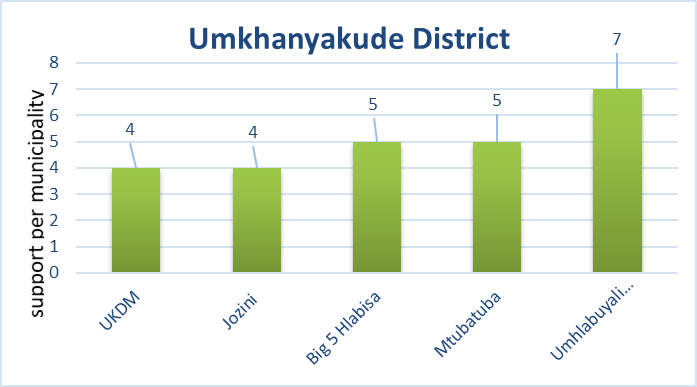 Umkhanyakude District
support per municipality
8
7
6
5
4
3
2
1
0
4
4
5
5
7
UKDM
Jozini
Big 5 Hlabisa
Mtubatuba
Umhlabuyali...